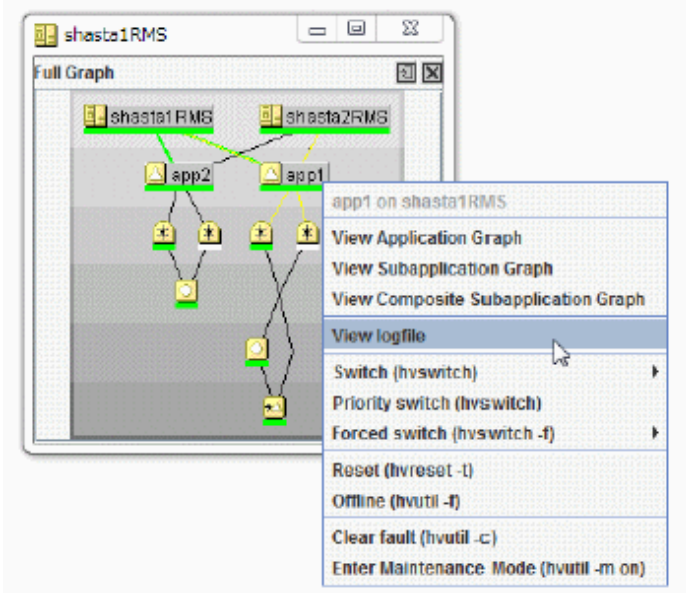 shasta1RMS
Full Graph
shasta1RMS
shasta2RMS
app2
app1
app1 on shasta1RMS
View Application Graph
View Subapplication Graph
View Composite Subapplication Graph
View logfile
Switch (hvswitch)
Priority switch (hvswitch)
Forced switch (hvswitch -f)
Reset (hvreset -t)
Offline (hvutil -f)
Clear fault (hvutil -c)
Enter Maintenance Mode (hvutil -m on)